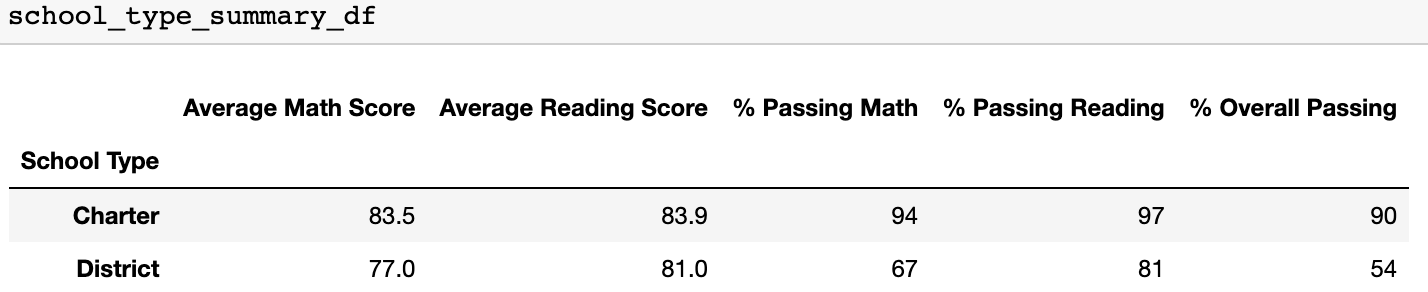 school_type_summary_df
Average Math Score Average Reading Score % Passing Math % Passing Reading % Overall Passing
School Type
Charter 83.5 83.9 94 97 90
District 77.0 81.0 67 81 54